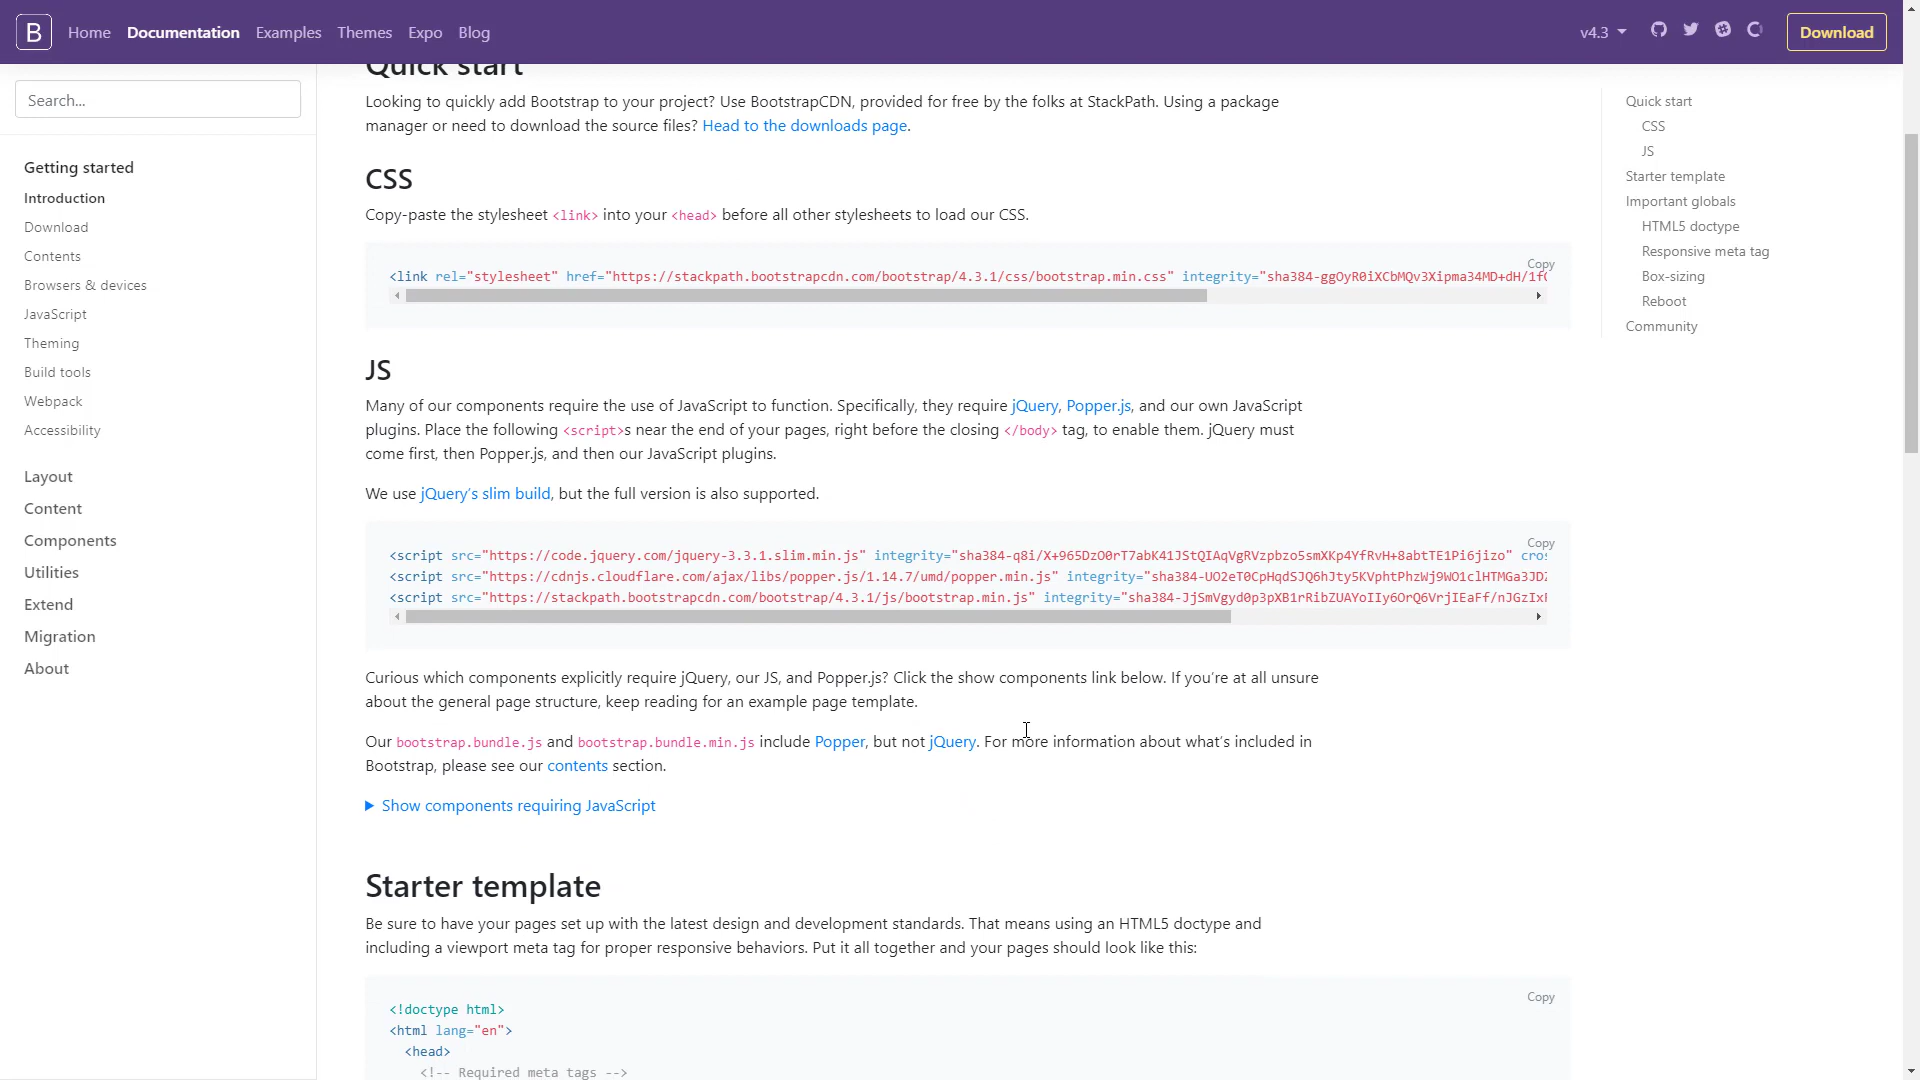 B Home Documentation Examples Themes Expo Blog v4.3 Download
Search...
Getting started
Introduction
Download
Contents
Browsers & devices
JavaScript
Theming
Build tools
Webpack
Accessibility
Layout
Content
Components
Utilities
Extend
Migration
About
Quick start
Looking to quickly add Bootstrap to your project? Use BootstrapCDN, provided for free by the folks at StackPath. Using a package
manager or need to download the source files? Head to the downloads page.
CSS
Copy-paste the stylesheet <link> into your <head> before all other stylesheets to load our CSS.
Copy
<link rel="stylesheet" href="https://stackpath.bootstrapcdn.com/bootstrap/4.3.1/css/bootstrap.min.css" integrity="sha384-ggOyR0iXCbMQv3Xipma34MD+dH/1f
JS
Many of our components require the use of JavaScript to function. Specifically, they require jQuery, Popper.js, and our own JavaScript
plugins. Place the following <script>s near the end of your pages, right before the closing </body> tag, to enable them. jQuery must
come first, then Popper.js, and then our JavaScript plugins.
We use jQuery’s slim build, but the full version is also supported.
Copy
<script src="https://code.jquery.com/jquery-3.3.1.slim.min.js" integrity="sha384-q8i/X+965DzO0rT7abK41JStQIAqVgRVzpbzo5smXKp4YfRvH+8abtTE1Pi6jizo" cros
<script src="https://cdnjs.cloudflare.com/ajax/libs/popper.js/1.14.7/umd/popper.min.js" integrity="sha384-UO2eT0CpHqdSJQ6hJty5KVphtPhzWj9WO1clHTMGa3JDZ
<script src="https://stackpath.bootstrapcdn.com/bootstrap/4.3.1/js/bootstrap.min.js" integrity="sha384-JjSmVgyd0p3pXB1rRibZUAYoIIy6OrQ6VrjIEaFf/nJGzIx
Curious which components explicitly require jQuery, our JS, and Popper.js? Click the show components link below. If you’re at all unsure
about the general page structure, keep reading for an example page template.
Our bootstrap.bundle.js and bootstrap.bundle.min.js include Popper, but not jQuery. For more information about what’s included in
Bootstrap, please see our contents section.
Show components requiring JavaScript
Starter template
Be sure to have your pages set up with the latest design and development standards. That means using an HTML5 doctype and
including a viewport meta tag for proper responsive behaviors. Put it all together and your pages should look like this:
Copy
<!doctype html>
<html lang="en">
<head>
<!-- Required meta tags -->
Quick start
CSS
JS
Starter template
Important globals
HTML5 doctype
Responsive meta tag
Box-sizing
Reboot
Community